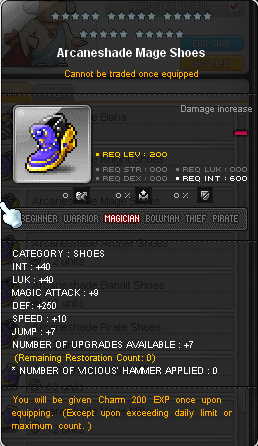 Arcaneshade Mage Shoes
Cannot be traded once equipped
Damage increase
REQ LEV : 200
REQ STR : 000
REQ LUK : 000
REQ DEX : 000
REQ INT : 600
0 0 0
BEGINNER WARRIOR MAGICIAN BOWMAN THIEF PIRATE
CATEGORY : SHOES
INT : +40
LUK : +40
MAGIC ATTACK : +9
DEF: +250
SPEED : +10
JUMP : +7
NUMBER OF UPGRADES AVAILABLE : +7
(Remaining Restoration Count: 0)
* NUMBER OF VICIOUS' HAMMER APPLIED : 0
You will be given Charm 200 EXP once upon
equipping. (Except upon exceeding daily limit or
maximum count. )